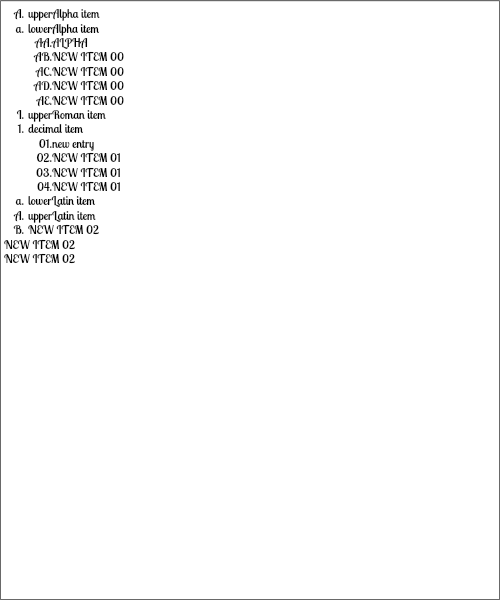 A. upperAlpha item
a. lowerAlpha item
AA.ALPHA
AB.NEW ITEM 00
AC.NEW ITEM 00
AD.NEW ITEM 00
AE.NEW ITEM 00
I. upperRoman item
1. decimal item
01.new entry
02.NEW ITEM 01
03.NEW ITEM 01
04.NEW ITEM 01
a. lowerLatin item
A. upperLatin item
B. NEW ITEM 02
NEW ITEM 02
NEW ITEM 02